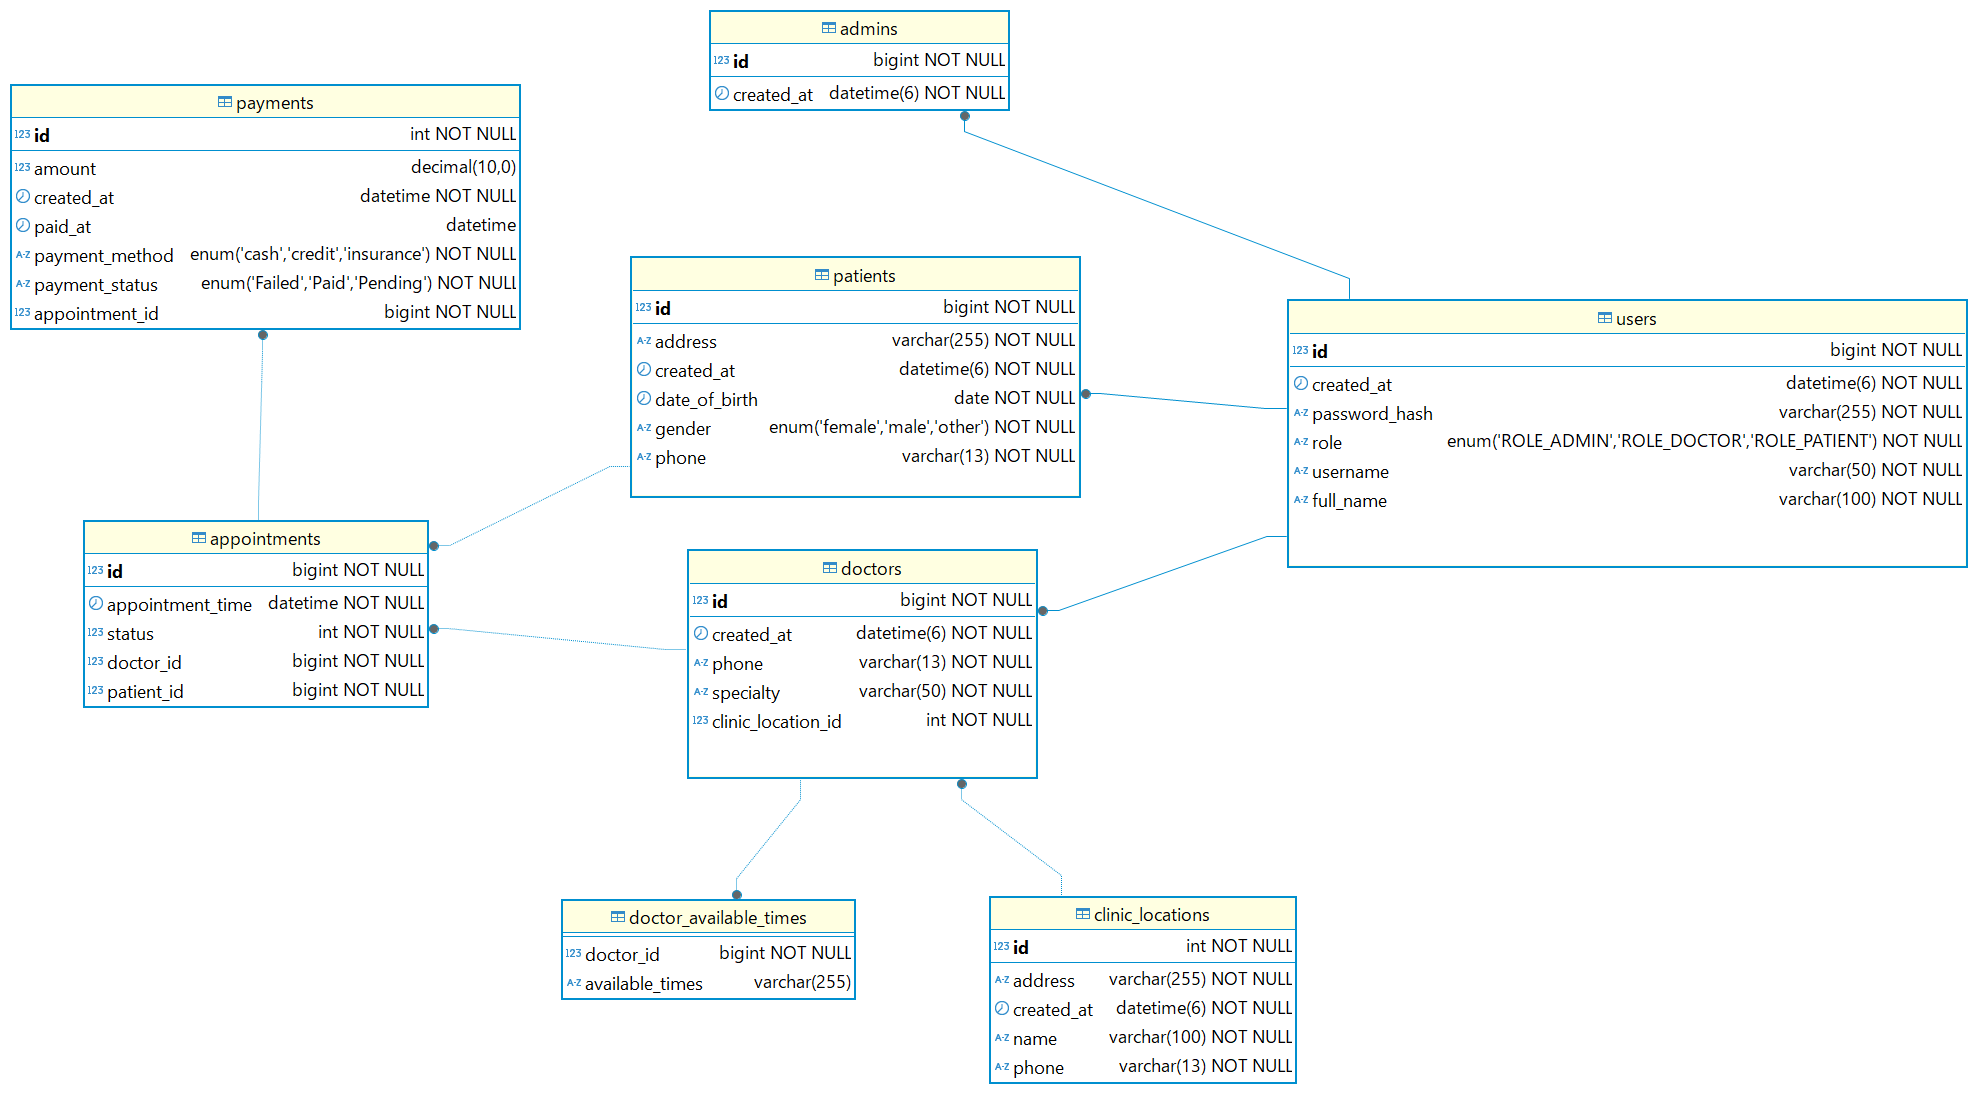 admins
123 id bigint NOT NULL
created_at datetime(6) NOT NULL
payments
123 id int NOT NULL
123 amount decimal(10,0)
created_at datetime NOT NULL
paid_at datetime
A-Z payment_method enum('cash','credit','insurance') NOT NULL
A-Z payment_status enum('Failed','Paid','Pending') NOT NULL
123 appointment_id bigint NOT NULL
patients
123 id bigint NOT NULL
A-Z address varchar(255) NOT NULL
created_at datetime(6) NOT NULL
date_of_birth date NOT NULL
A-Z gender enum('female','male','other') NOT NULL
A-Z phone varchar(13) NOT NULL
users
123 id bigint NOT NULL
created_at datetime(6) NOT NULL
A-Z password_hash varchar(255) NOT NULL
A-Z role enum('ROLE_ADMIN','ROLE_DOCTOR','ROLE_PATIENT') NOT NULL
A-Z username varchar(50) NOT NULL
A-Z full_name varchar(100) NOT NULL
appointments
123 id bigint NOT NULL
appointment_time datetime NOT NULL
123 status int NOT NULL
123 doctor_id bigint NOT NULL
123 patient_id bigint NOT NULL
doctors
123 id bigint NOT NULL
created_at datetime(6) NOT NULL
A-Z phone varchar(13) NOT NULL
A-Z specialty varchar(50) NOT NULL
123 clinic_location_id int NOT NULL
doctor_available_times
123 doctor_id bigint NOT NULL
A-Z available_times varchar(255)
clinic_locations
123 id int NOT NULL
A-Z address varchar(255) NOT NULL
created_at datetime(6) NOT NULL
A-Z name varchar(100) NOT NULL
A-Z phone varchar(13) NOT NULL